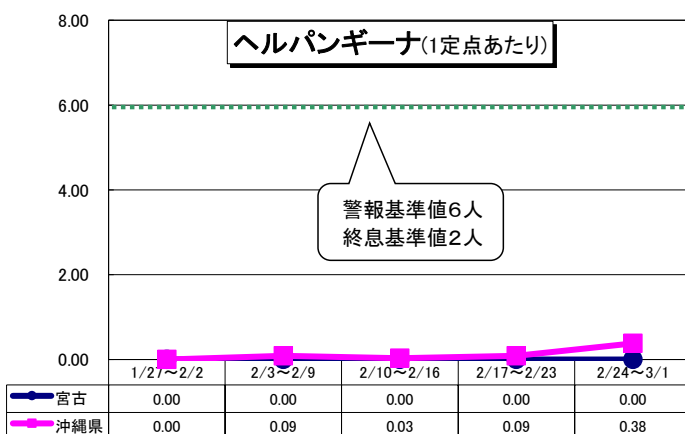 ヘルパンギーナ(1定点あたり)
8.00
6.00
4.00
2.00
0.00
警報基準値6人
終息基準値2人
1/27～2/2 2/3～2/9 2/10～2/16 2/17～2/23 2/24～3/1
宮古 0.00 0.00 0.00 0.00 0.00
沖縄県 0.00 0.09 0.03 0.09 0.38